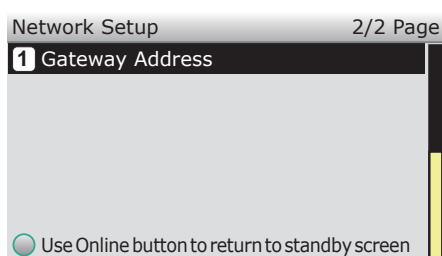 Network Setup 2/2 Page
1 Gateway Address
Use Online button to return to standby screen